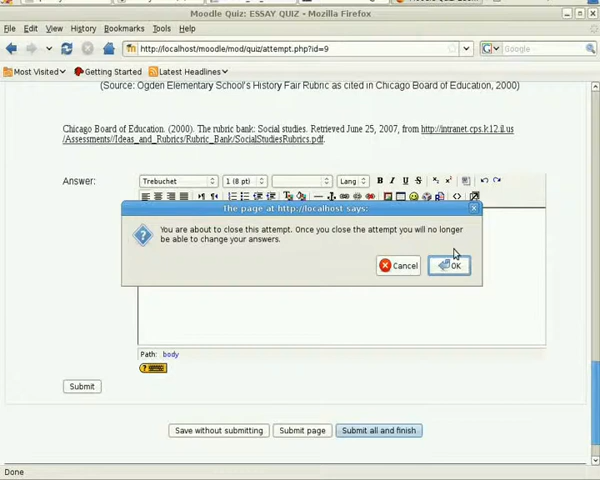 Moodle Quiz: ESSAY QUIZ - Mozilla Firefox
File Edit View History Bookmarks Tools Help
http://localhost/moodle/mod/quiz/attempt.php?id=9
Google
Most Visited Getting Started Latest Headlines
(Source: Ogden Elementary School's History Fair Rubric as cited in Chicago Board of Education, 2000)
Chicago Board of Education. (2000). The rubric bank: Social studies. Retrieved June 25, 2007, from http://intranet.cps.k12.il.us
/Assessments/Ideas_and_Rubrics/Rubric_Bank/SocialStudiesRubrics.pdf.
Answer:
Trebuchet 1 (8 pt) Lang B I U S
The page at http://localhost says:
You are about to close this attempt. Once you close the attempt you will no longer
be able to change your answers.
Cancel OK
Path: body
Submit
Save without submitting Submit page Submit all and finish
Done